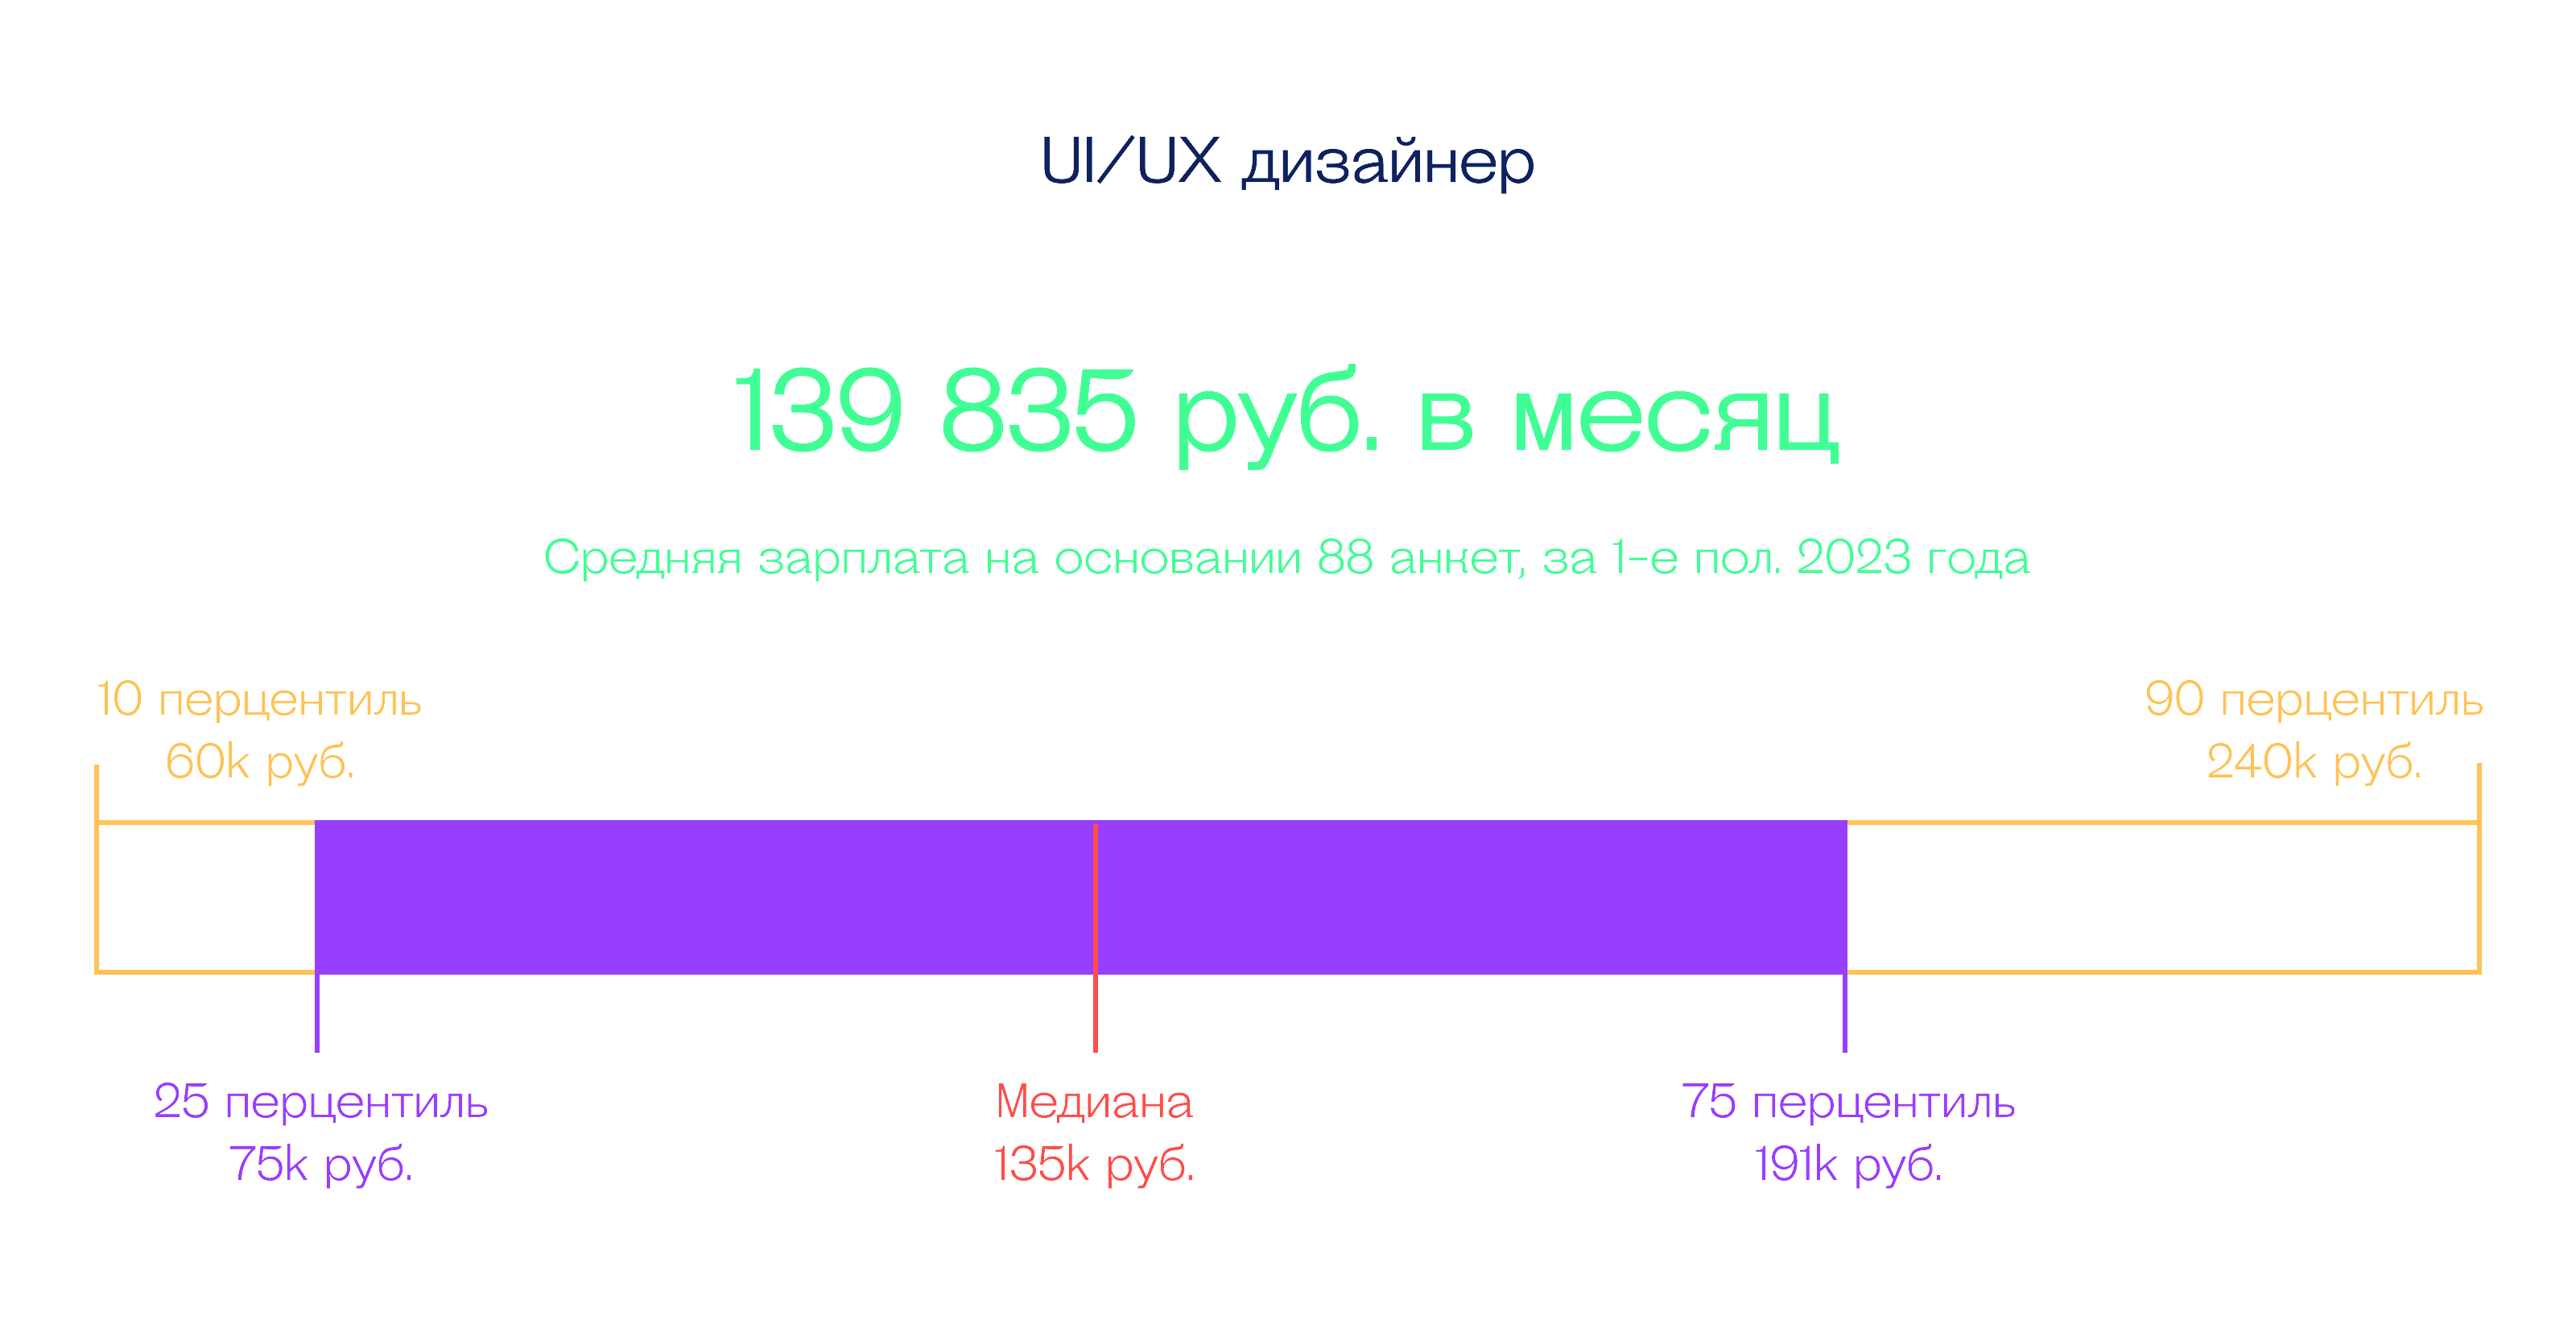 UI/UX дизайнер
139 835 руб. в месяц
Средняя зарплата на основании 88 анкет, за 1-е пол. 2023 года
10 перцентиль
60k руб.
90 перцентиль
240k руб.
25 перцентиль
75k руб.
Медиана
135k руб.
75 перцентиль
191k руб.